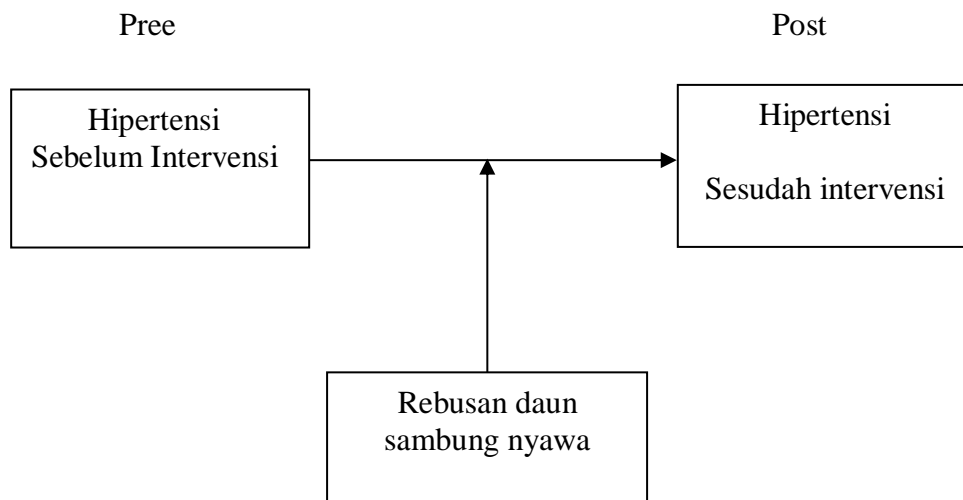 Pree
Post
Hipertensi
Sebelum Intervensi
Hipertensi
Sesudah intervensi
Rebusan daun
sambung nyawa